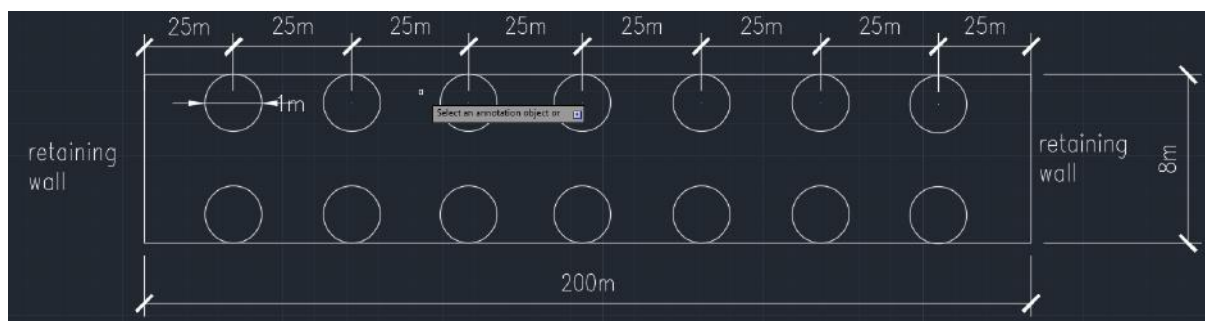 25m 25m 25m 25m 25m 25m 25m 25m
1m
Select an annotation object or
retaining
wall
retaining
wall
8m
200m